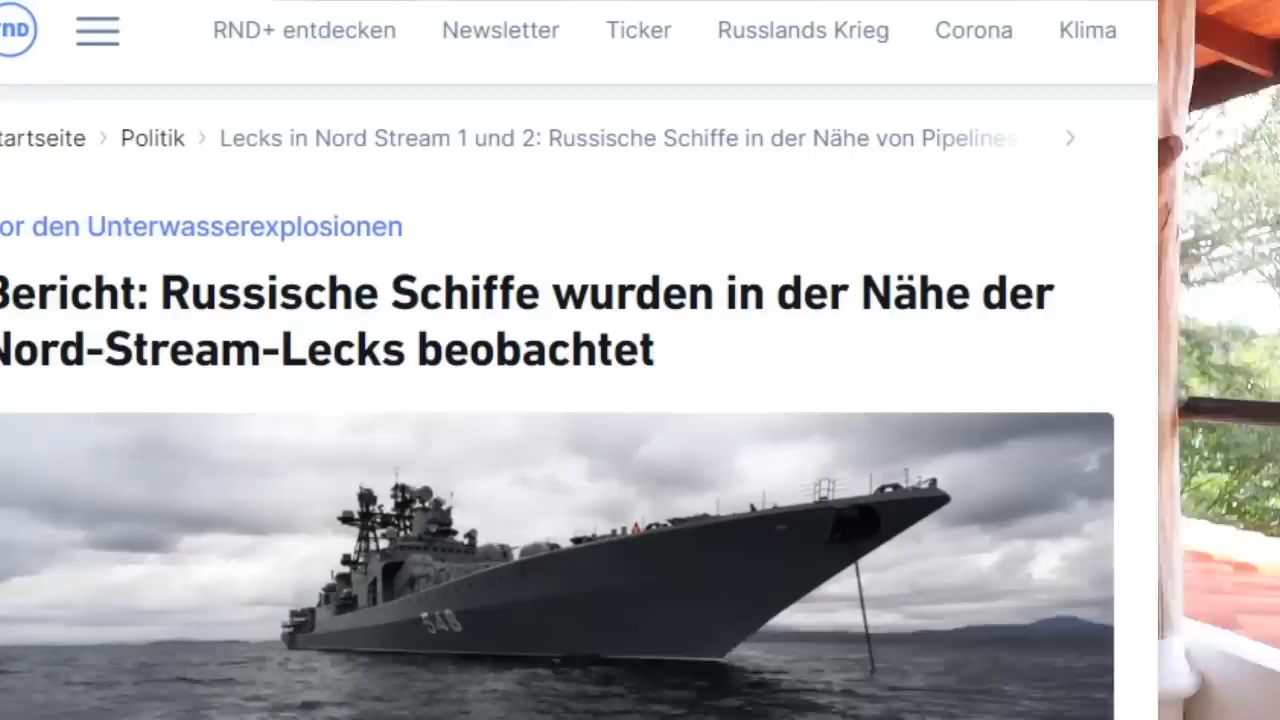 RND
RND+ entdecken Newsletter Ticker Russlands Krieg Corona Klima
tartseite Politik Lecks in Nord Stream 1 und 2: Russische Schiffe in der Nähe von Pipelines
or den Unterwasserexplosionen
Bericht: Russische Schiffe wurden in der Nähe der
Nord-Stream-Lecks beobachtet
548